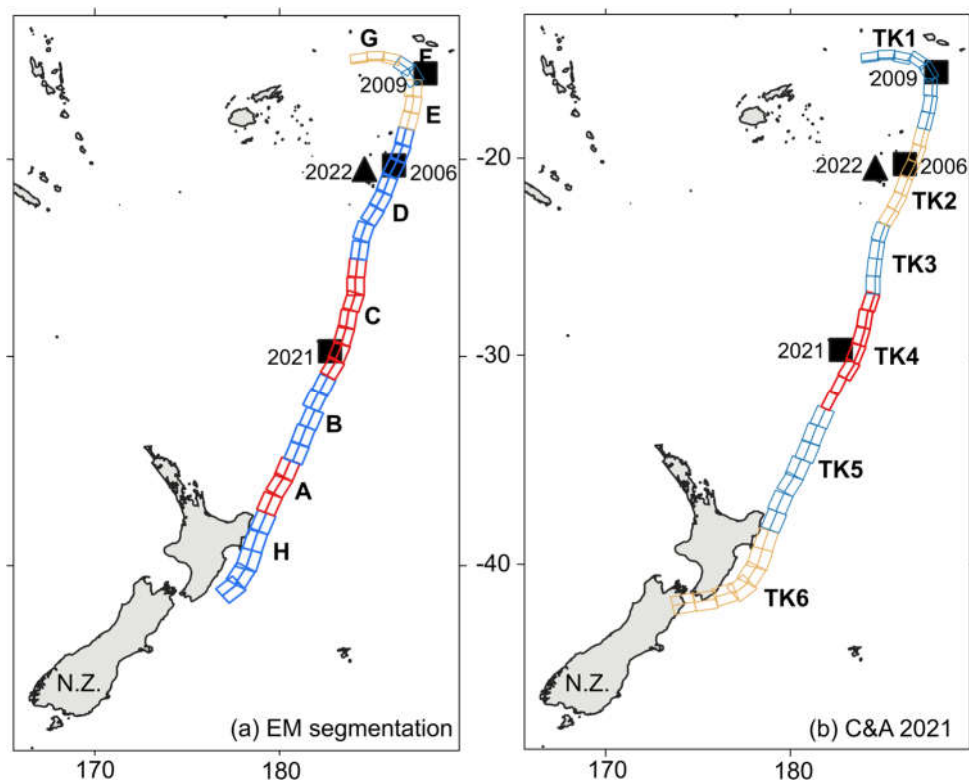 G
F
2009
E
-20
2022
2006
D
C
2021
-30
B
A
H
-40
N.Z.
(a) EM segmentation
170
180
TK1
2009
2022
2006
TK2
TK3
2021
TK4
TK5
TK6
N.Z.
(b) C&A 2021
170
180